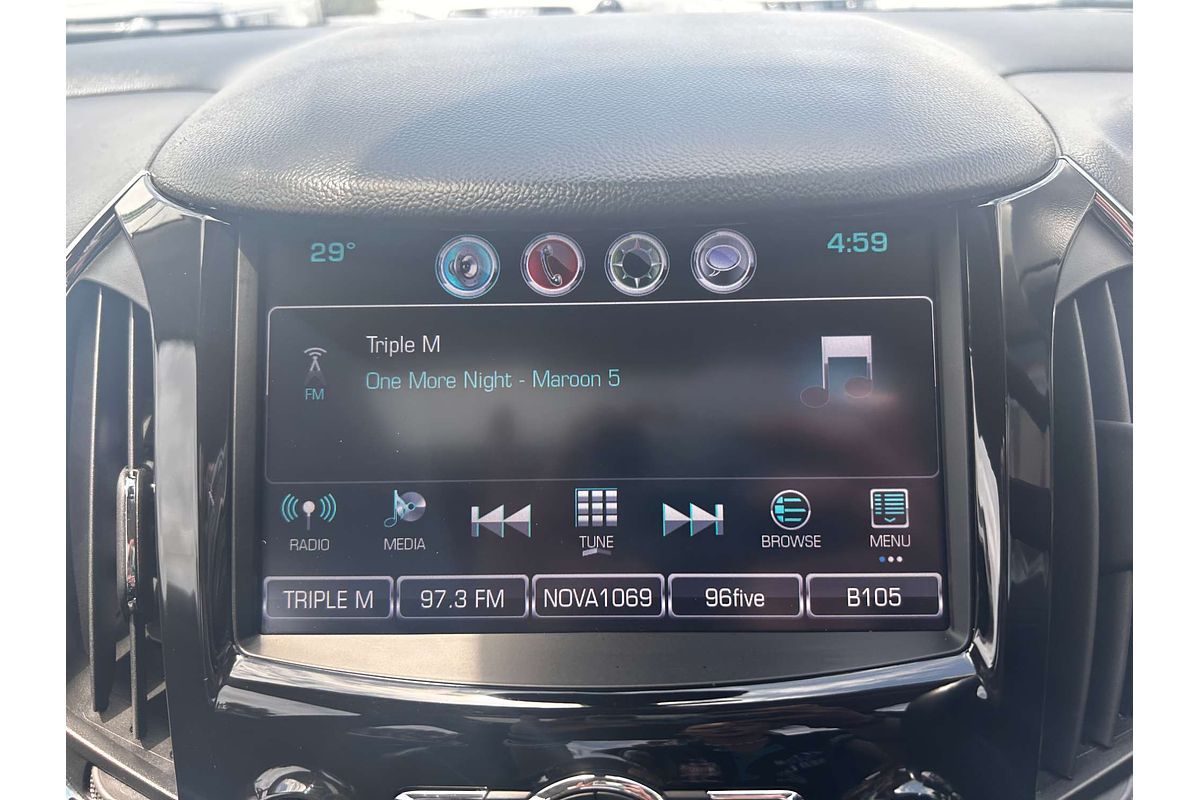 29° 4:59
Triple M
FM
One More Night - Maroon 5
RADIO MEDIA TUNE BROWSE MENU
TRIPLE M 97.3 FM NOVA1069 96five B105